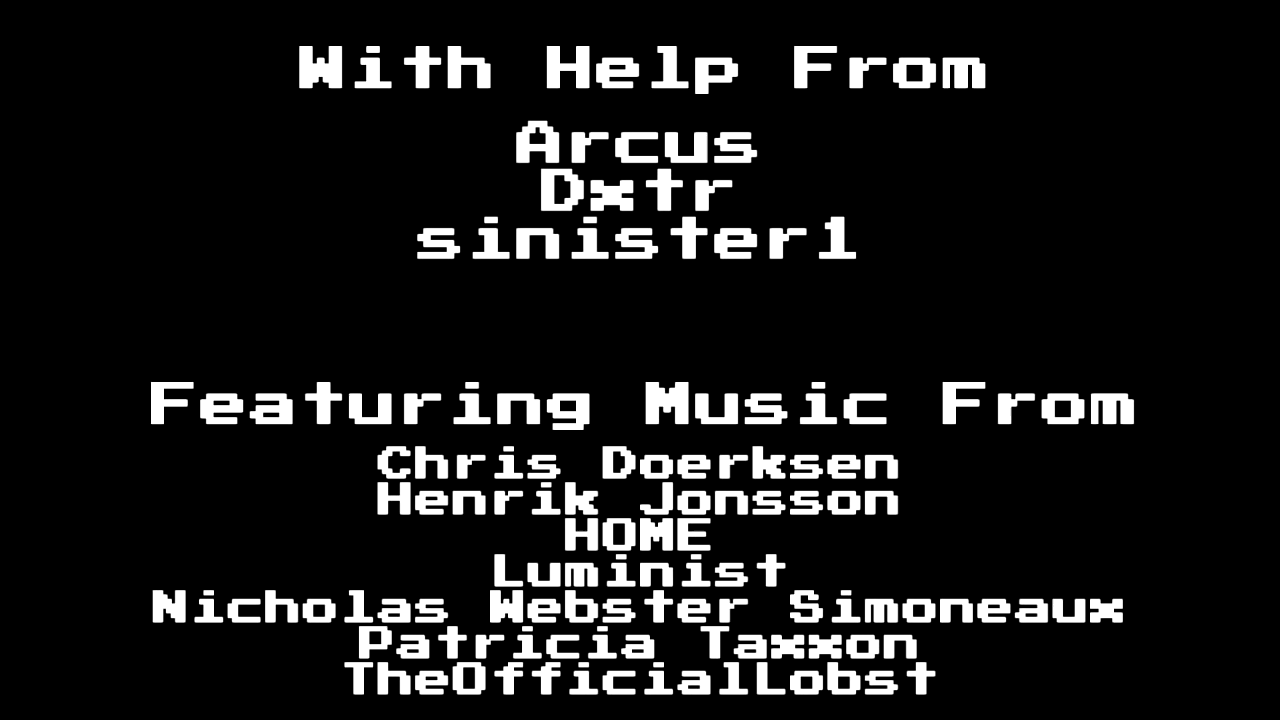 With Help From
Arcus
Dxtr
sinister1
Featuring Music From
Chris Doerksen
Henrik Jonsson
HOME
Luminist
Nicholas Webster Simoneaux
Patricia Taxxon
TheOfficialLobst